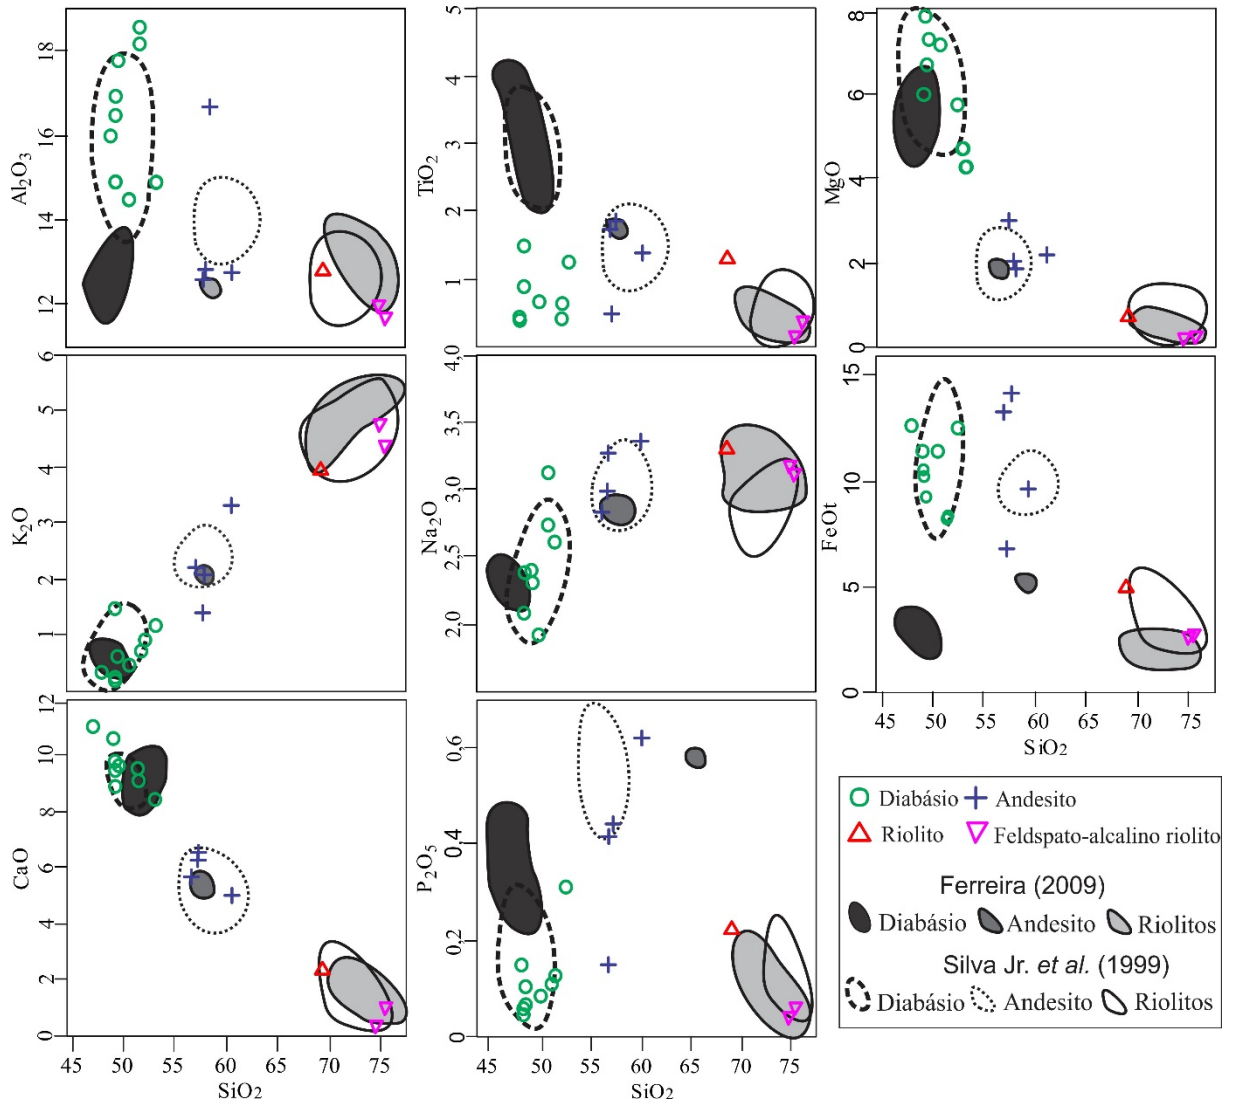 18
16
14
12
Al2O3
5
4
3
2
1
TiO2
8
6
4
2
0
MgO
6
5
4
3
2
1
K2O
4,0
3,5
3,0
2,5
2,0
Na2O
15
10
5
0
FeOt
45 50 55 60 65 70 75
SiO2
12
10
8
6
4
2
0
CaO
45 50 55 60 65 70 75
SiO2
0,6
0,4
0,2
0
P2O5
45 50 55 60 65 70 75
SiO2
Diabásio Andesito
Riolito Feldspato-alcalino riolito
Ferreira (2009)
Diabásio Andesito Riolitos
Silva Jr. et al. (1999)
Diabásio Andesito Riolitos